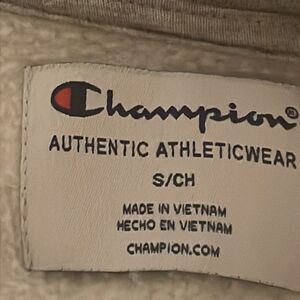 Champion®
AUTHENTIC ATHLETICWEAR
S/CH
MADE IN VIETNAM
HECHO EN VIETNAM
CHAMPION.COM